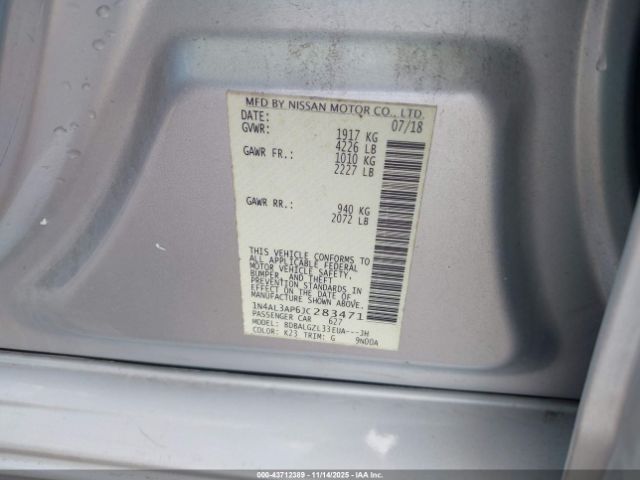 MFD BY NISSAN MOTOR CO., LTD.
DATE: 07/18
GVWR: 1917 KG
4226 LB
GAWR FR.: 1010 KG
2227 LB
GAWR RR.: 940 KG
2072 LB
THIS VEHICLE CONFORMS TO
ALL APPLICABLE FEDERAL
MOTOR VEHICLE SAFETY,
BUMPER, AND THEFT
PREVENTION STANDARDS IN
EFFECT ON THE DATE OF
MANUFACTURE SHOWN ABOVE.
1N4AL3AP6JC283471
PASSENGER CAR 627
MODEL: BDBALGZL33EUA---JH
COLOR: K23 TRIM: G 9N00A
00-43712389 - 11/14/2025 - IAA Inc.